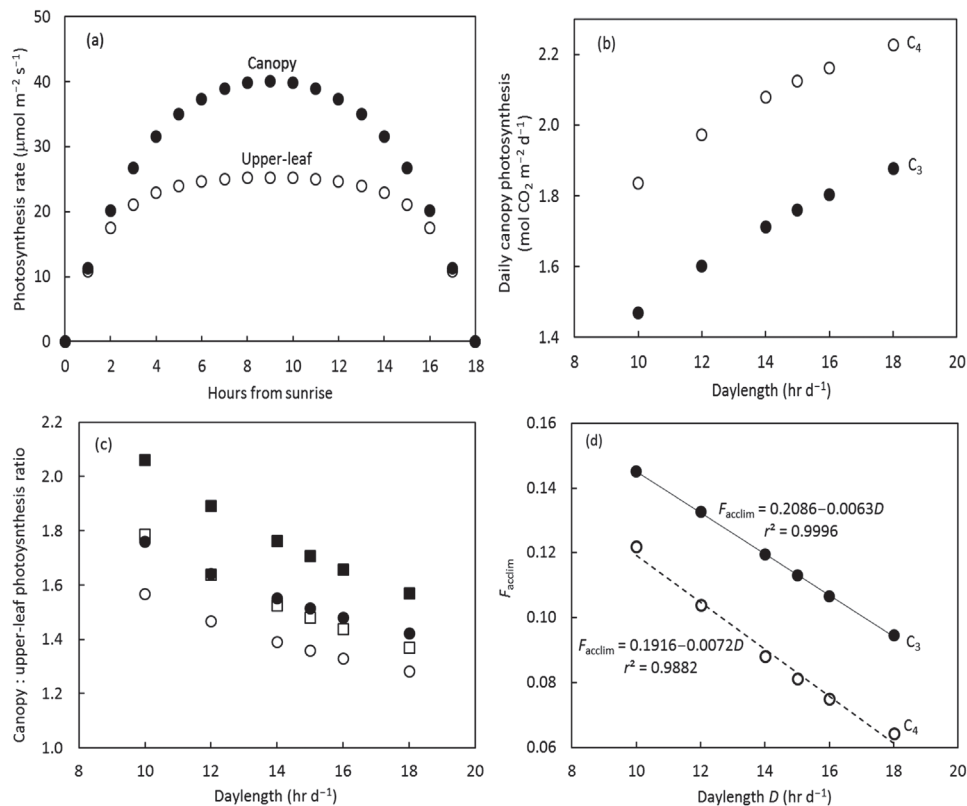 (a)
Canopy
Upper-leaf
Photosynthesis rate (μmol m⁻² s⁻¹)
50
40
30
20
10
0
0 2 4 6 8 10 12 14 16 18
Hours from sunrise
(b)
C₄
C₃
Daily canopy photosynthesis
(mol CO₂ m⁻² d⁻¹)
2.2
2.0
1.8
1.6
1.4
8 10 12 14 16 18 20
Daylength (hr d⁻¹)
(c)
Canopy : upper-leaf photoysnthesis ratio
2.2
2.0
1.8
1.6
1.4
1.2
1.0
8 10 12 14 16 18 20
Daylength (hr d⁻¹)
(d)
F_acclim
0.16
0.14
0.12
0.10
0.08
0.06
F_acclim = 0.2086−0.0063D
r² = 0.9996
C₃
F_acclim = 0.1916−0.0072D
r² = 0.9882
C₄
8 10 12 14 16 18 20
Daylength D (hr d⁻¹)